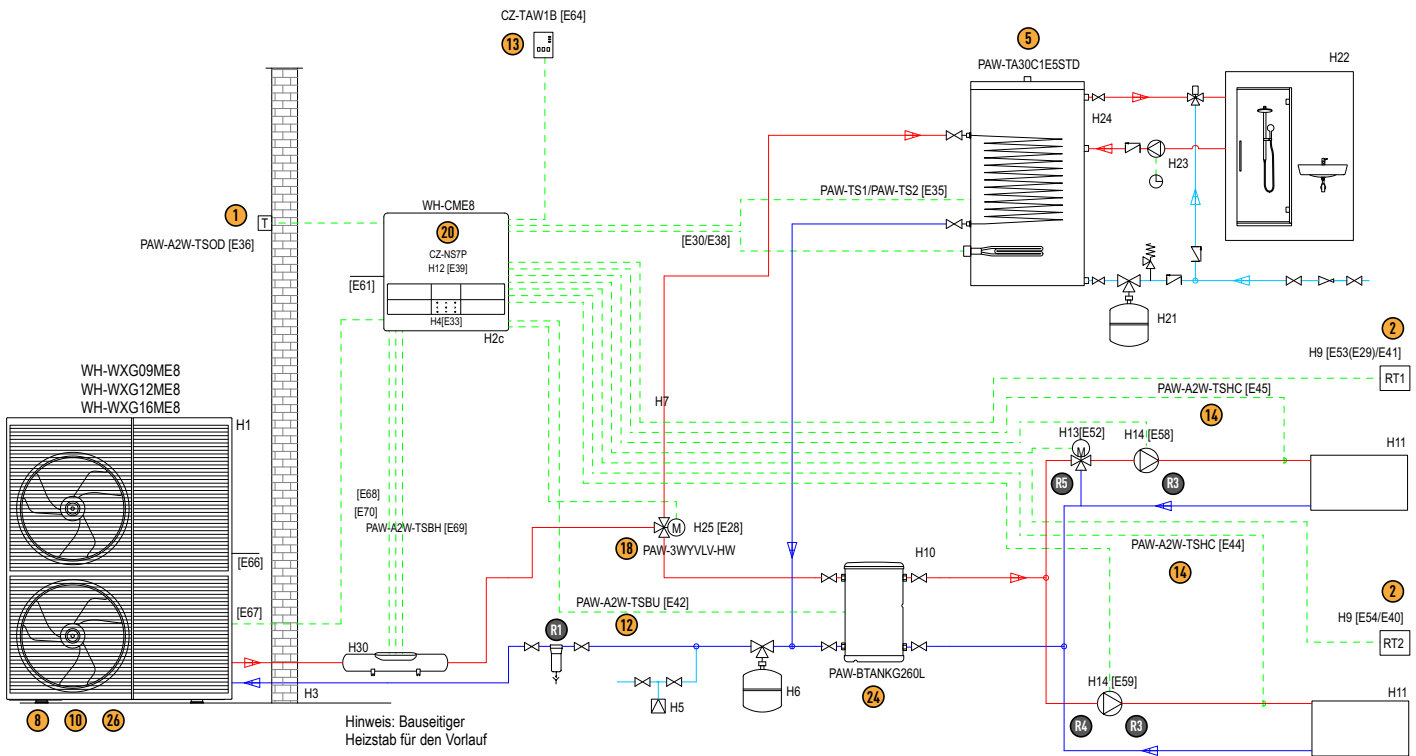 CZ-TAW1B [E64]
13
5
PAW-TA30C1E5STD
H22
H24
H23
1
T
PAW-A2W-TSOD [E36]
WH-CME8
20
CZ-NS7P
H12 [E39]
H4[E33]
[E61]
H2c
PAW-TS1/PAW-TS2 [E35]
[E30/E38]
H21
2
H9 [E53(E29)/E41]
RT1
WH-WXG09ME8
WH-WXG12ME8
WH-WXG16ME8
H1
H7
PAW-A2W-TSHC [E45]
14
H13[E52]
M
H14 [E58]
H11
R5
R3
[E68]
[E70]
PAW-A2W-TSBH [E69]
M
H25 [E28]
18
PAW-3WYVLV-HW
H10
PAW-A2W-TSHC [E44]
14
[E66]
[E67]
PAW-A2W-TSBU [E42]
12
2
H9 [E54/E40]
RT2
R1
H30
H3
H5
H6
PAW-BTANKG260L
24
H14 [E59]
R4
R3
H11
8
10
26
Hinweis: Bauseitiger
Heizstab für den Vorlauf